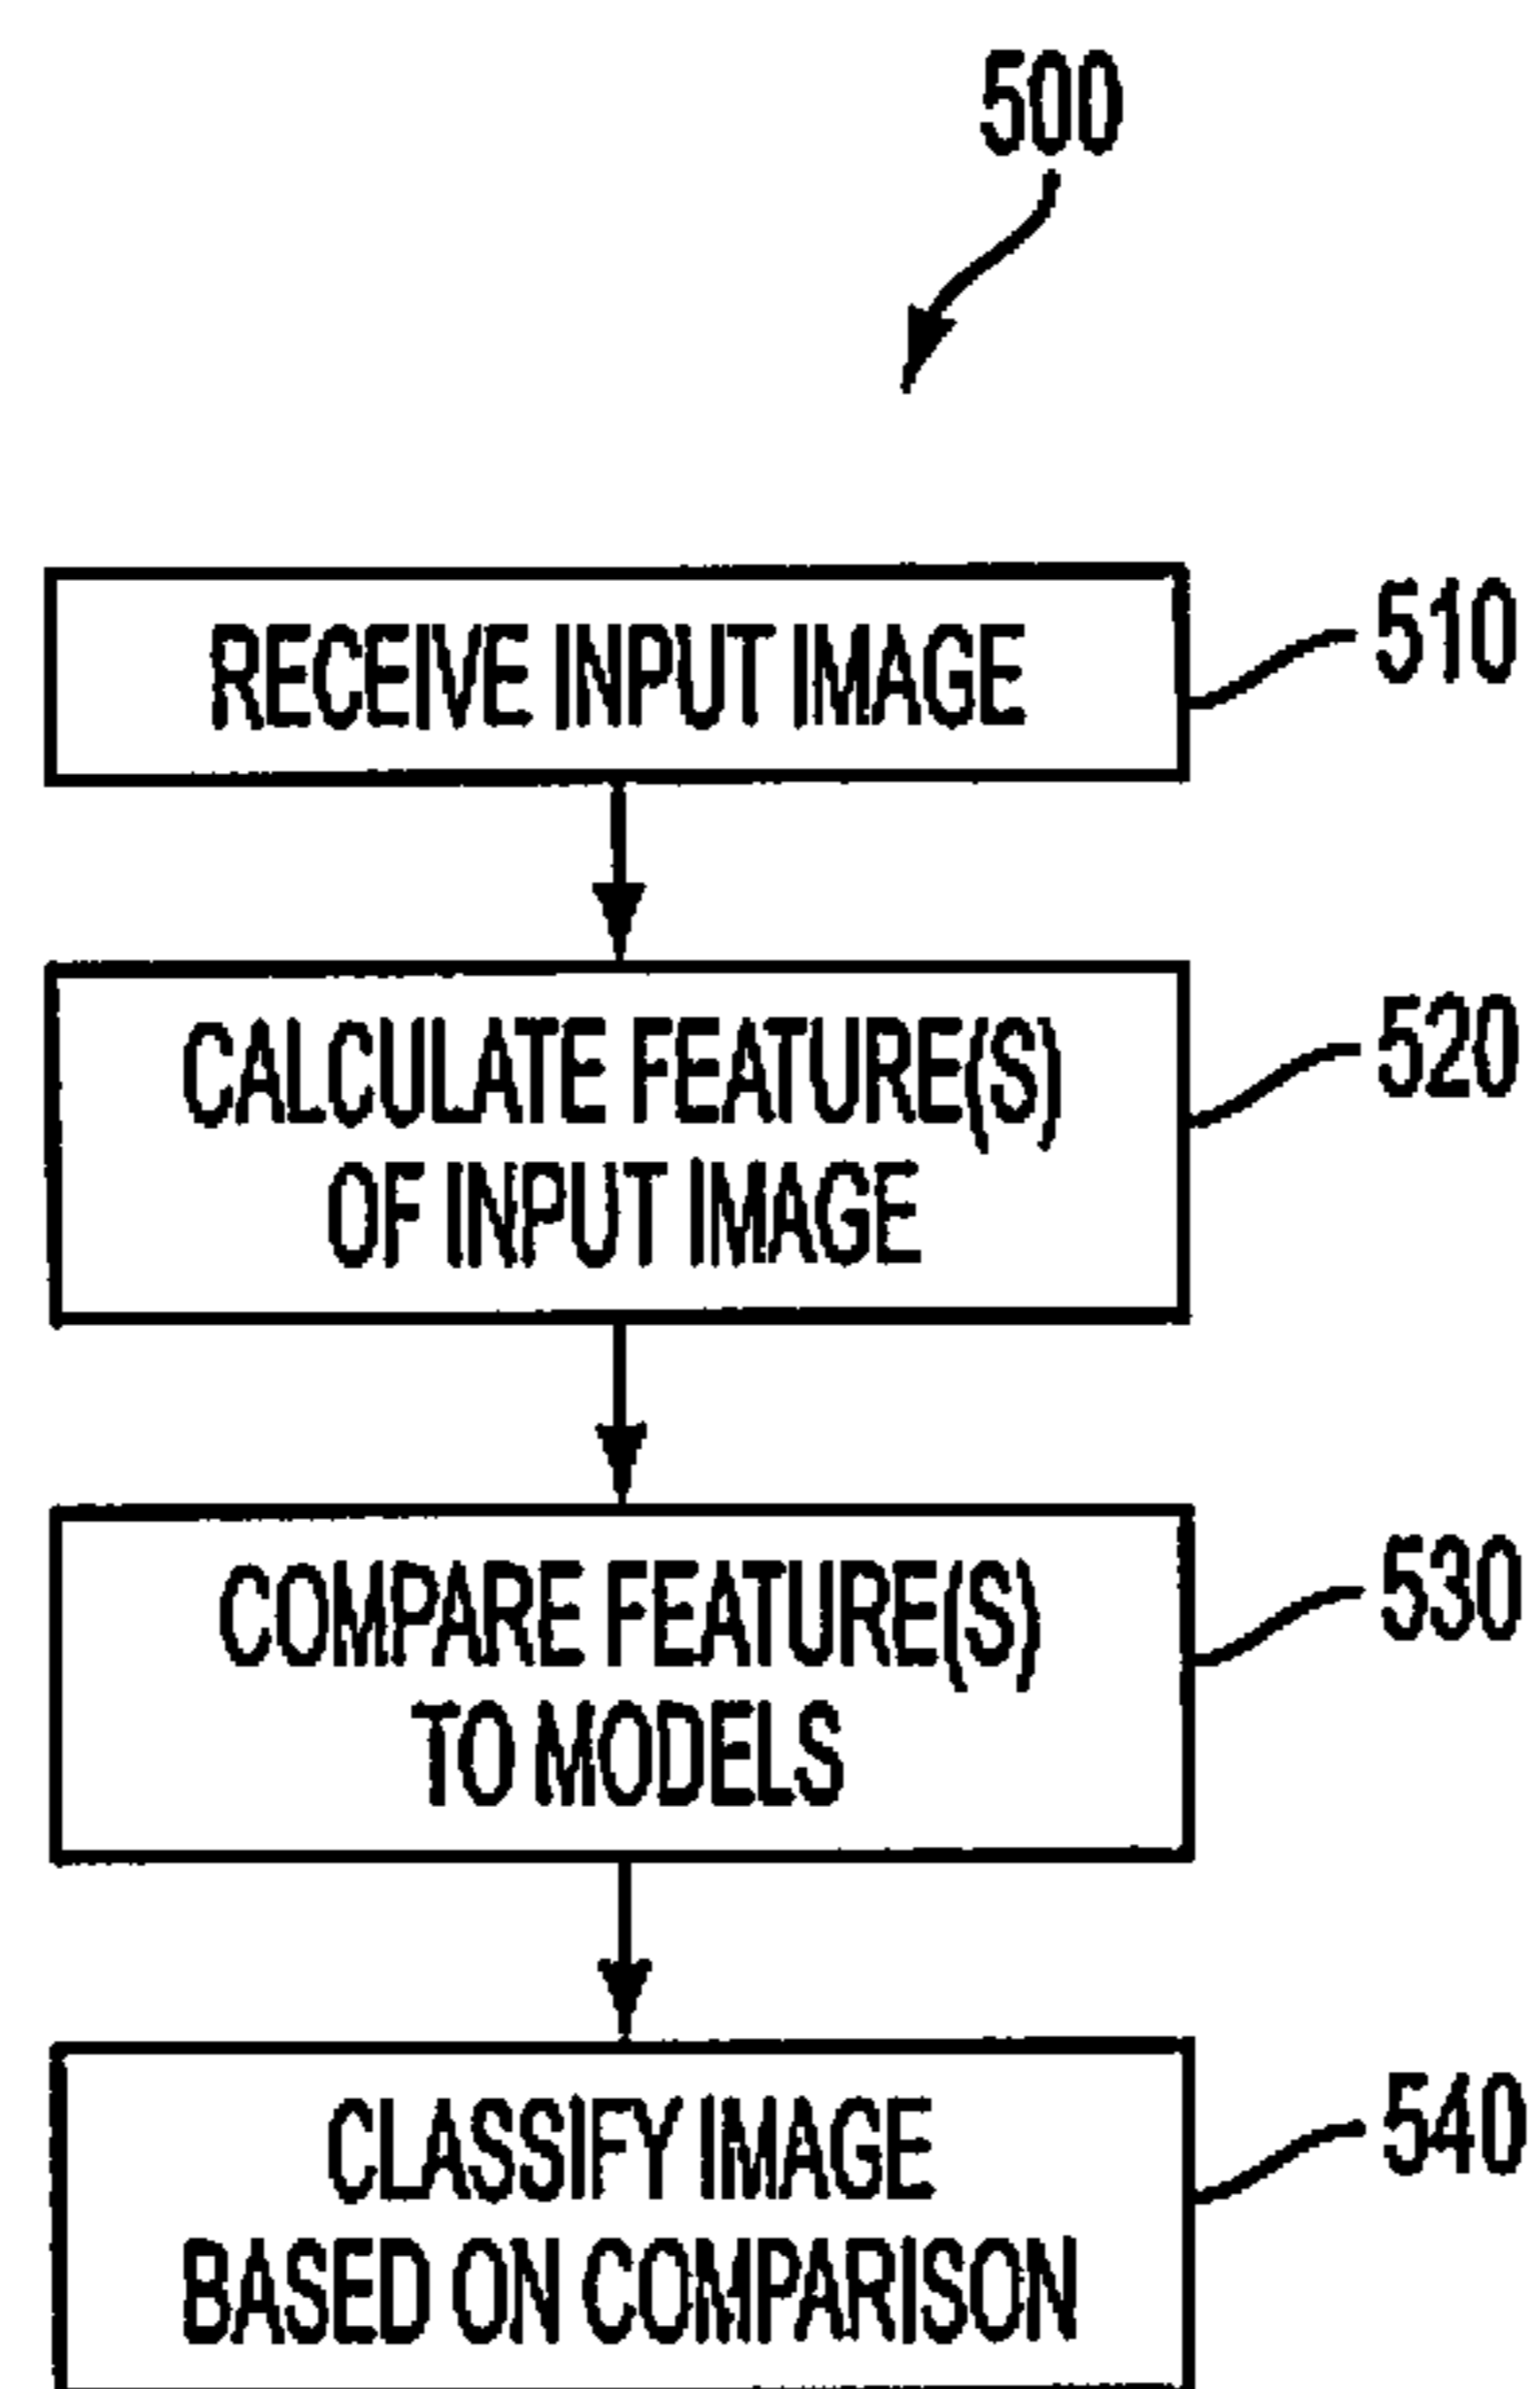 500
RECEIVE INPUT IMAGE
510
CALCULATE FEATURE(S)
OF INPUT IMAGE
520
COMPARE FEATURE(S)
TO MODELS
530
CLASSIFY IMAGE
BASED ON COMPARISON
540